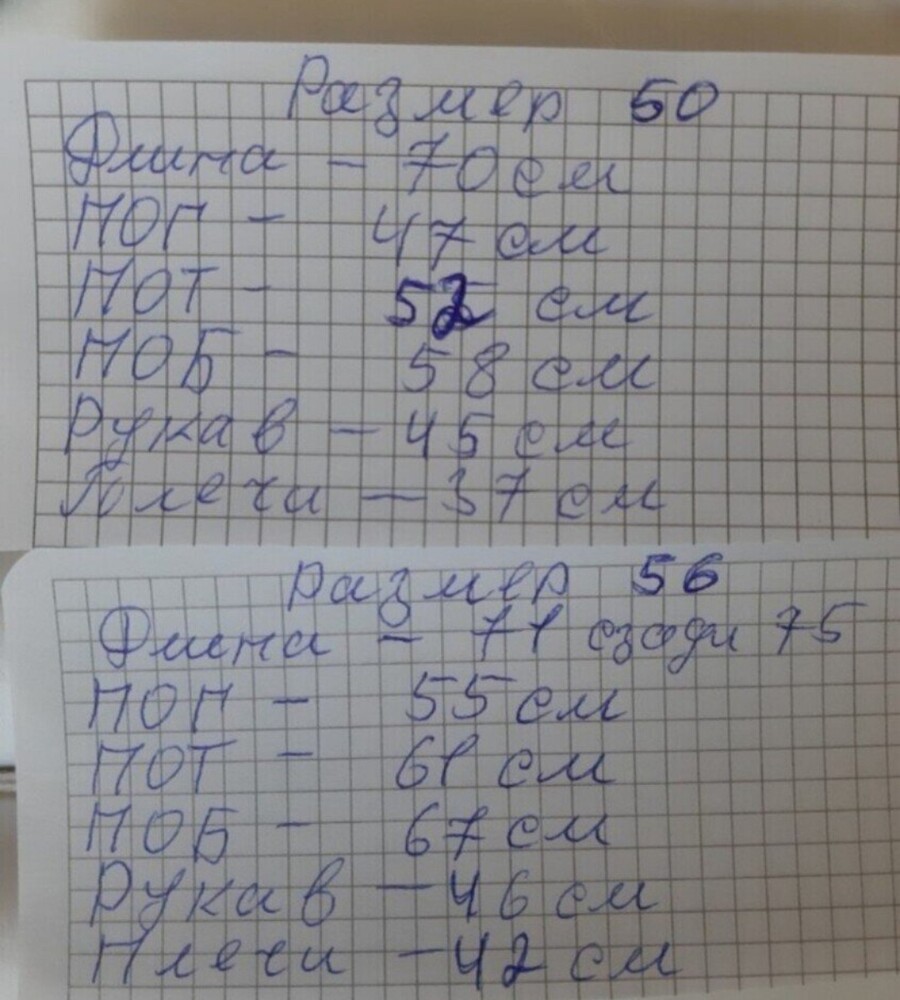 Размер 50
Длина - 70 см
ПОП - 47 см
ПОТ - 52 см
ПОБ - 58 см
Рукав - 45 см
Плечи - 37 см
Размер 56
Длина - 71 сзади 75
ПОП - 55 см
ПОТ - 61 см
ПОБ - 67 см
Рукав - 46 см
Плечи - 42 см